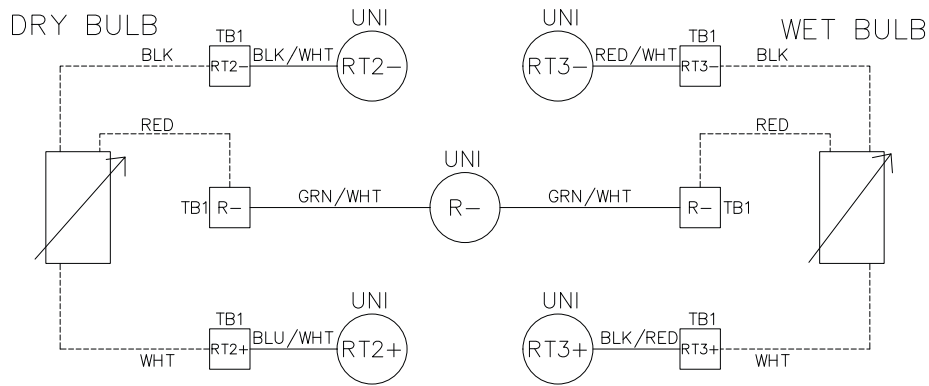 DRY BULB
UNI
UNI
WET BULB
TB1
TB1
BLK
BLK/WHT
RED/WHT
BLK
RT2-
RT2-
RT3-
RT3-
RED
RED
UNI
TB1
R-
GRN/WHT
R-
GRN/WHT
R-
TB1
UNI
UNI
TB1
TB1
BLU/WHT
BLK/RED
RT2+
RT2+
RT3+
RT3+
WHT
WHT